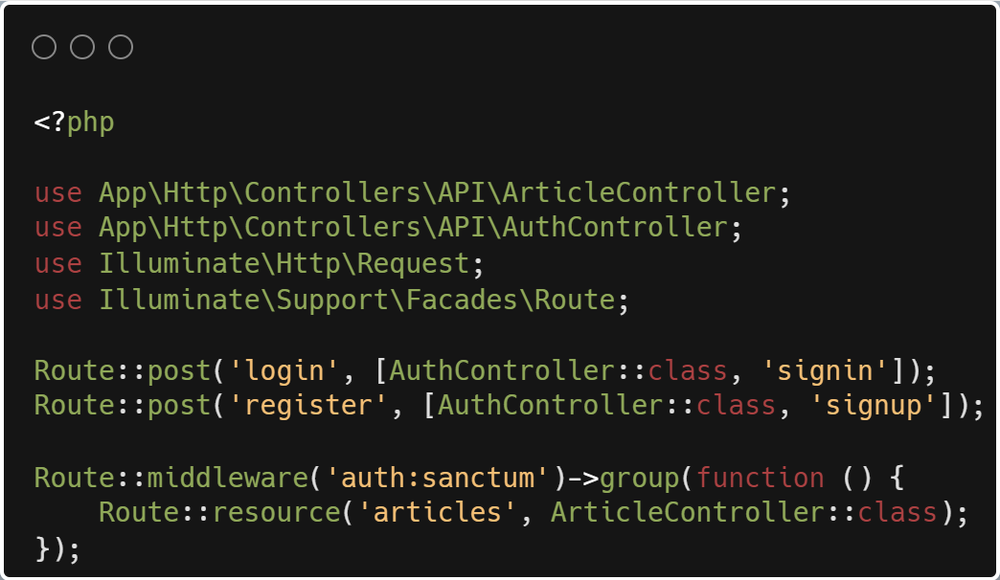 <?php
use App\Http\Controllers\API\ArticleController;
use App\Http\Controllers\API\AuthController;
use Illuminate\Http\Request;
use Illuminate\Support\Facades\Route;
Route::post('login', [AuthController::class, 'signin']);
Route::post('register', [AuthController::class, 'signup']);
Route::middleware('auth:sanctum')->group(function () {
    Route::resource('articles', ArticleController::class);
});